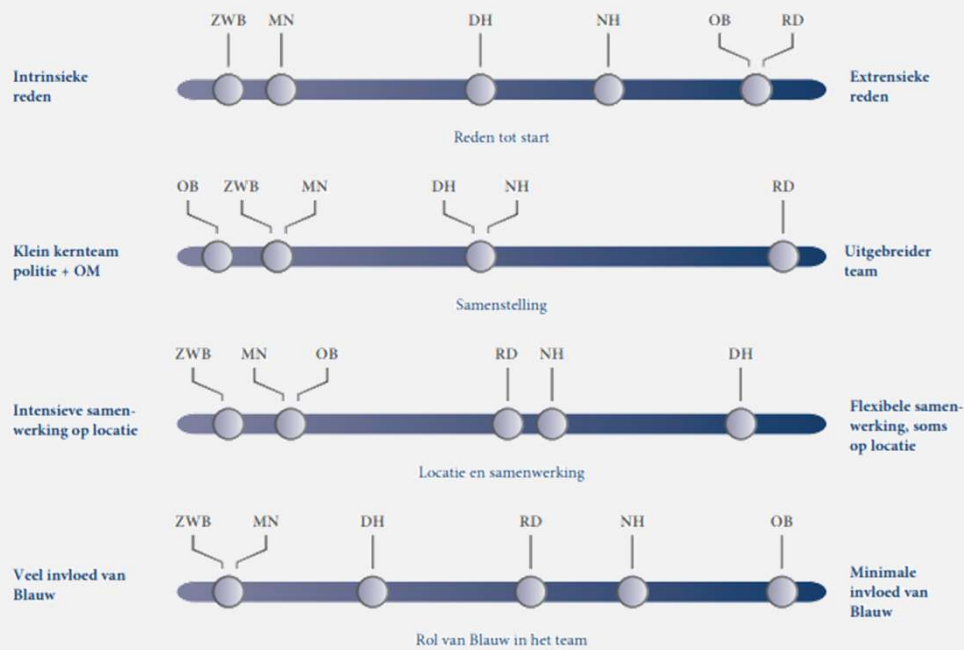 ZWB MN DH NH OB RD
Intrinsieke
reden
Extrensieke
reden
Reden tot start
OB ZWB MN DH NH RD
Klein kernteam
politie + OM
Uitgebreider
team
Samenstelling
ZWB MN OB RD NH DH
Intensieve samen-
werking op locatie
Flexibele samen-
werking, soms
op locatie
Locatie en samenwerking
ZWB MN DH RD NH OB
Veel invloed van
Blauw
Minimale
invloed van
Blauw
Rol van Blauw in het team